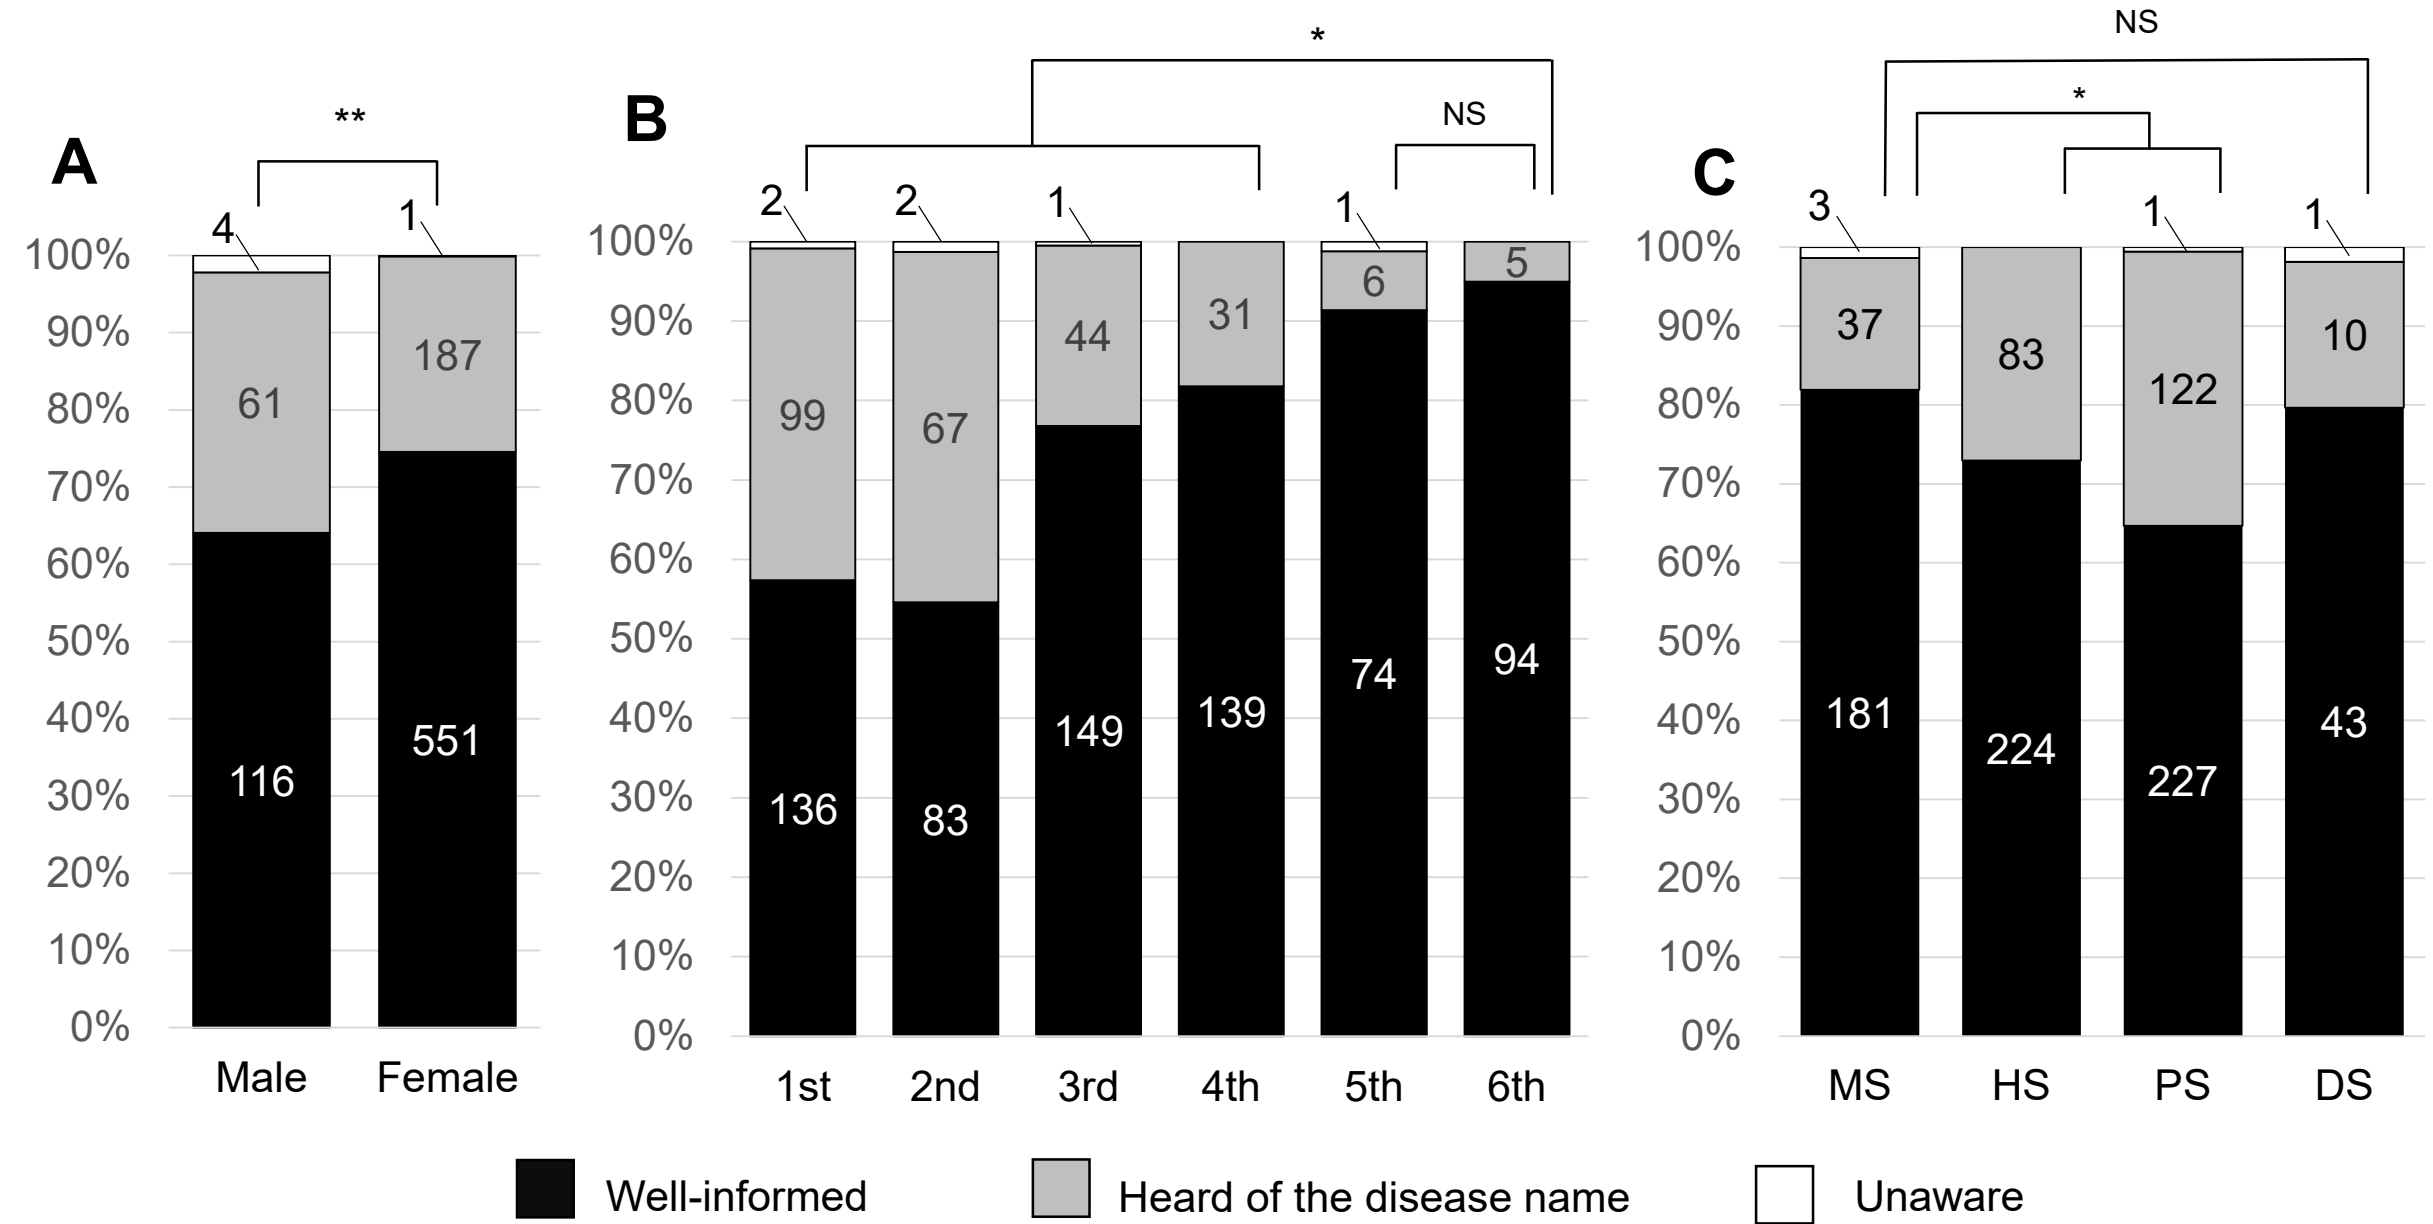 A
**
4
1
100%
90%
80%
70%
60%
50%
40%
30%
20%
10%
0%
61
187
116
551
Male Female
B
*
NS
2 2 1 1
100%
90%
80%
70%
60%
50%
40%
30%
20%
10%
0%
99 67 44 31 6 5
136 83 149 139 74 94
1st 2nd 3rd 4th 5th 6th
C
NS
*
3 1 1
100%
90%
80%
70%
60%
50%
40%
30%
20%
10%
0%
37 83 122 10
181 224 227 43
MS HS PS DS
Well-informed Heard of the disease name Unaware